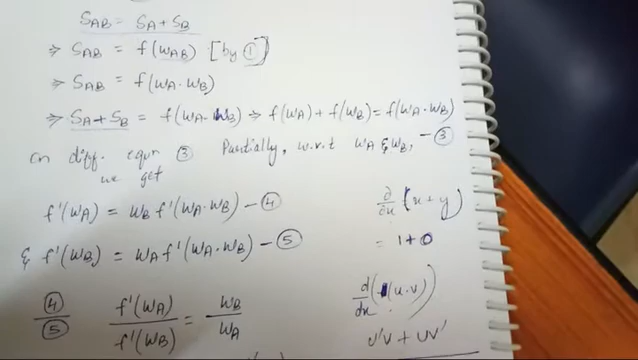 S_AB = S_A + S_B
⇒ S_AB = f(W_AB) [by ①]
⇒ S_AB = f(W_A · W_B)
⇒ S_A + S_B = f(W_A · W_B) ⇒ f(W_A) + f(W_B) = f(W_A · W_B) — ③
on diff. equn ③ Partially, w.r.t W_A & W_B,
we get
f'(W_A) = W_B f'(W_A · W_B) — ④
& f'(W_B) = W_A f'(W_A · W_B) — ⑤
④/⑤ f'(W_A)/f'(W_B) = W_B/W_A
∂/∂x (x + y)
= 1 + 0
d/dx (u·v)
u'v + uv'